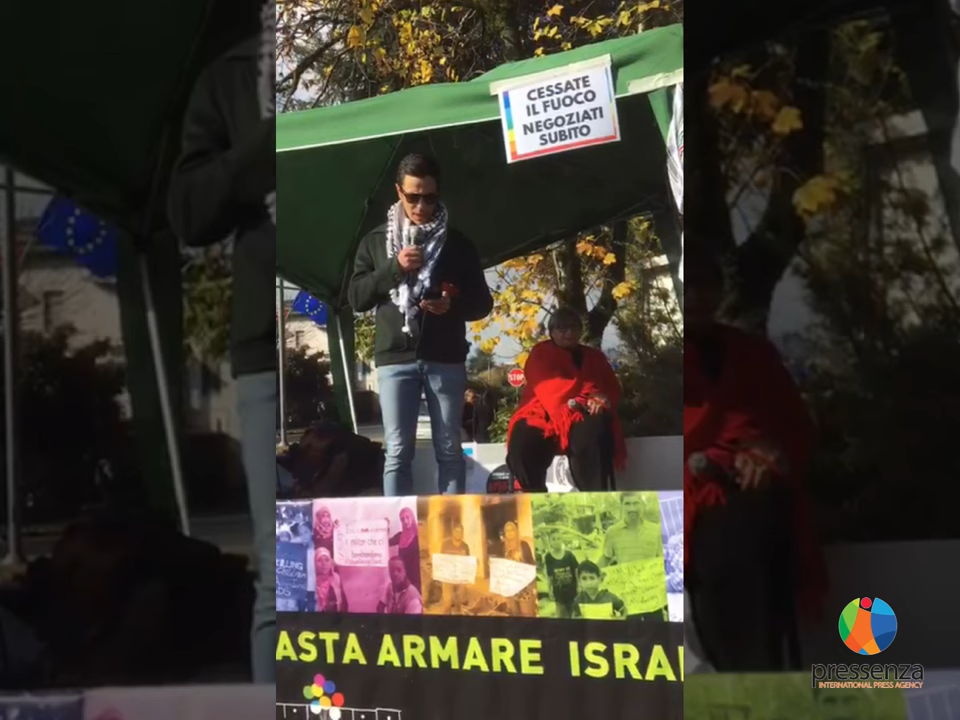 CESSATE
IL FUOCO
NEGOZIATI
SUBITO
STOP
ASTA ARMARE ISRA
pressenza
INTERNATIONAL PRESS AGENCY